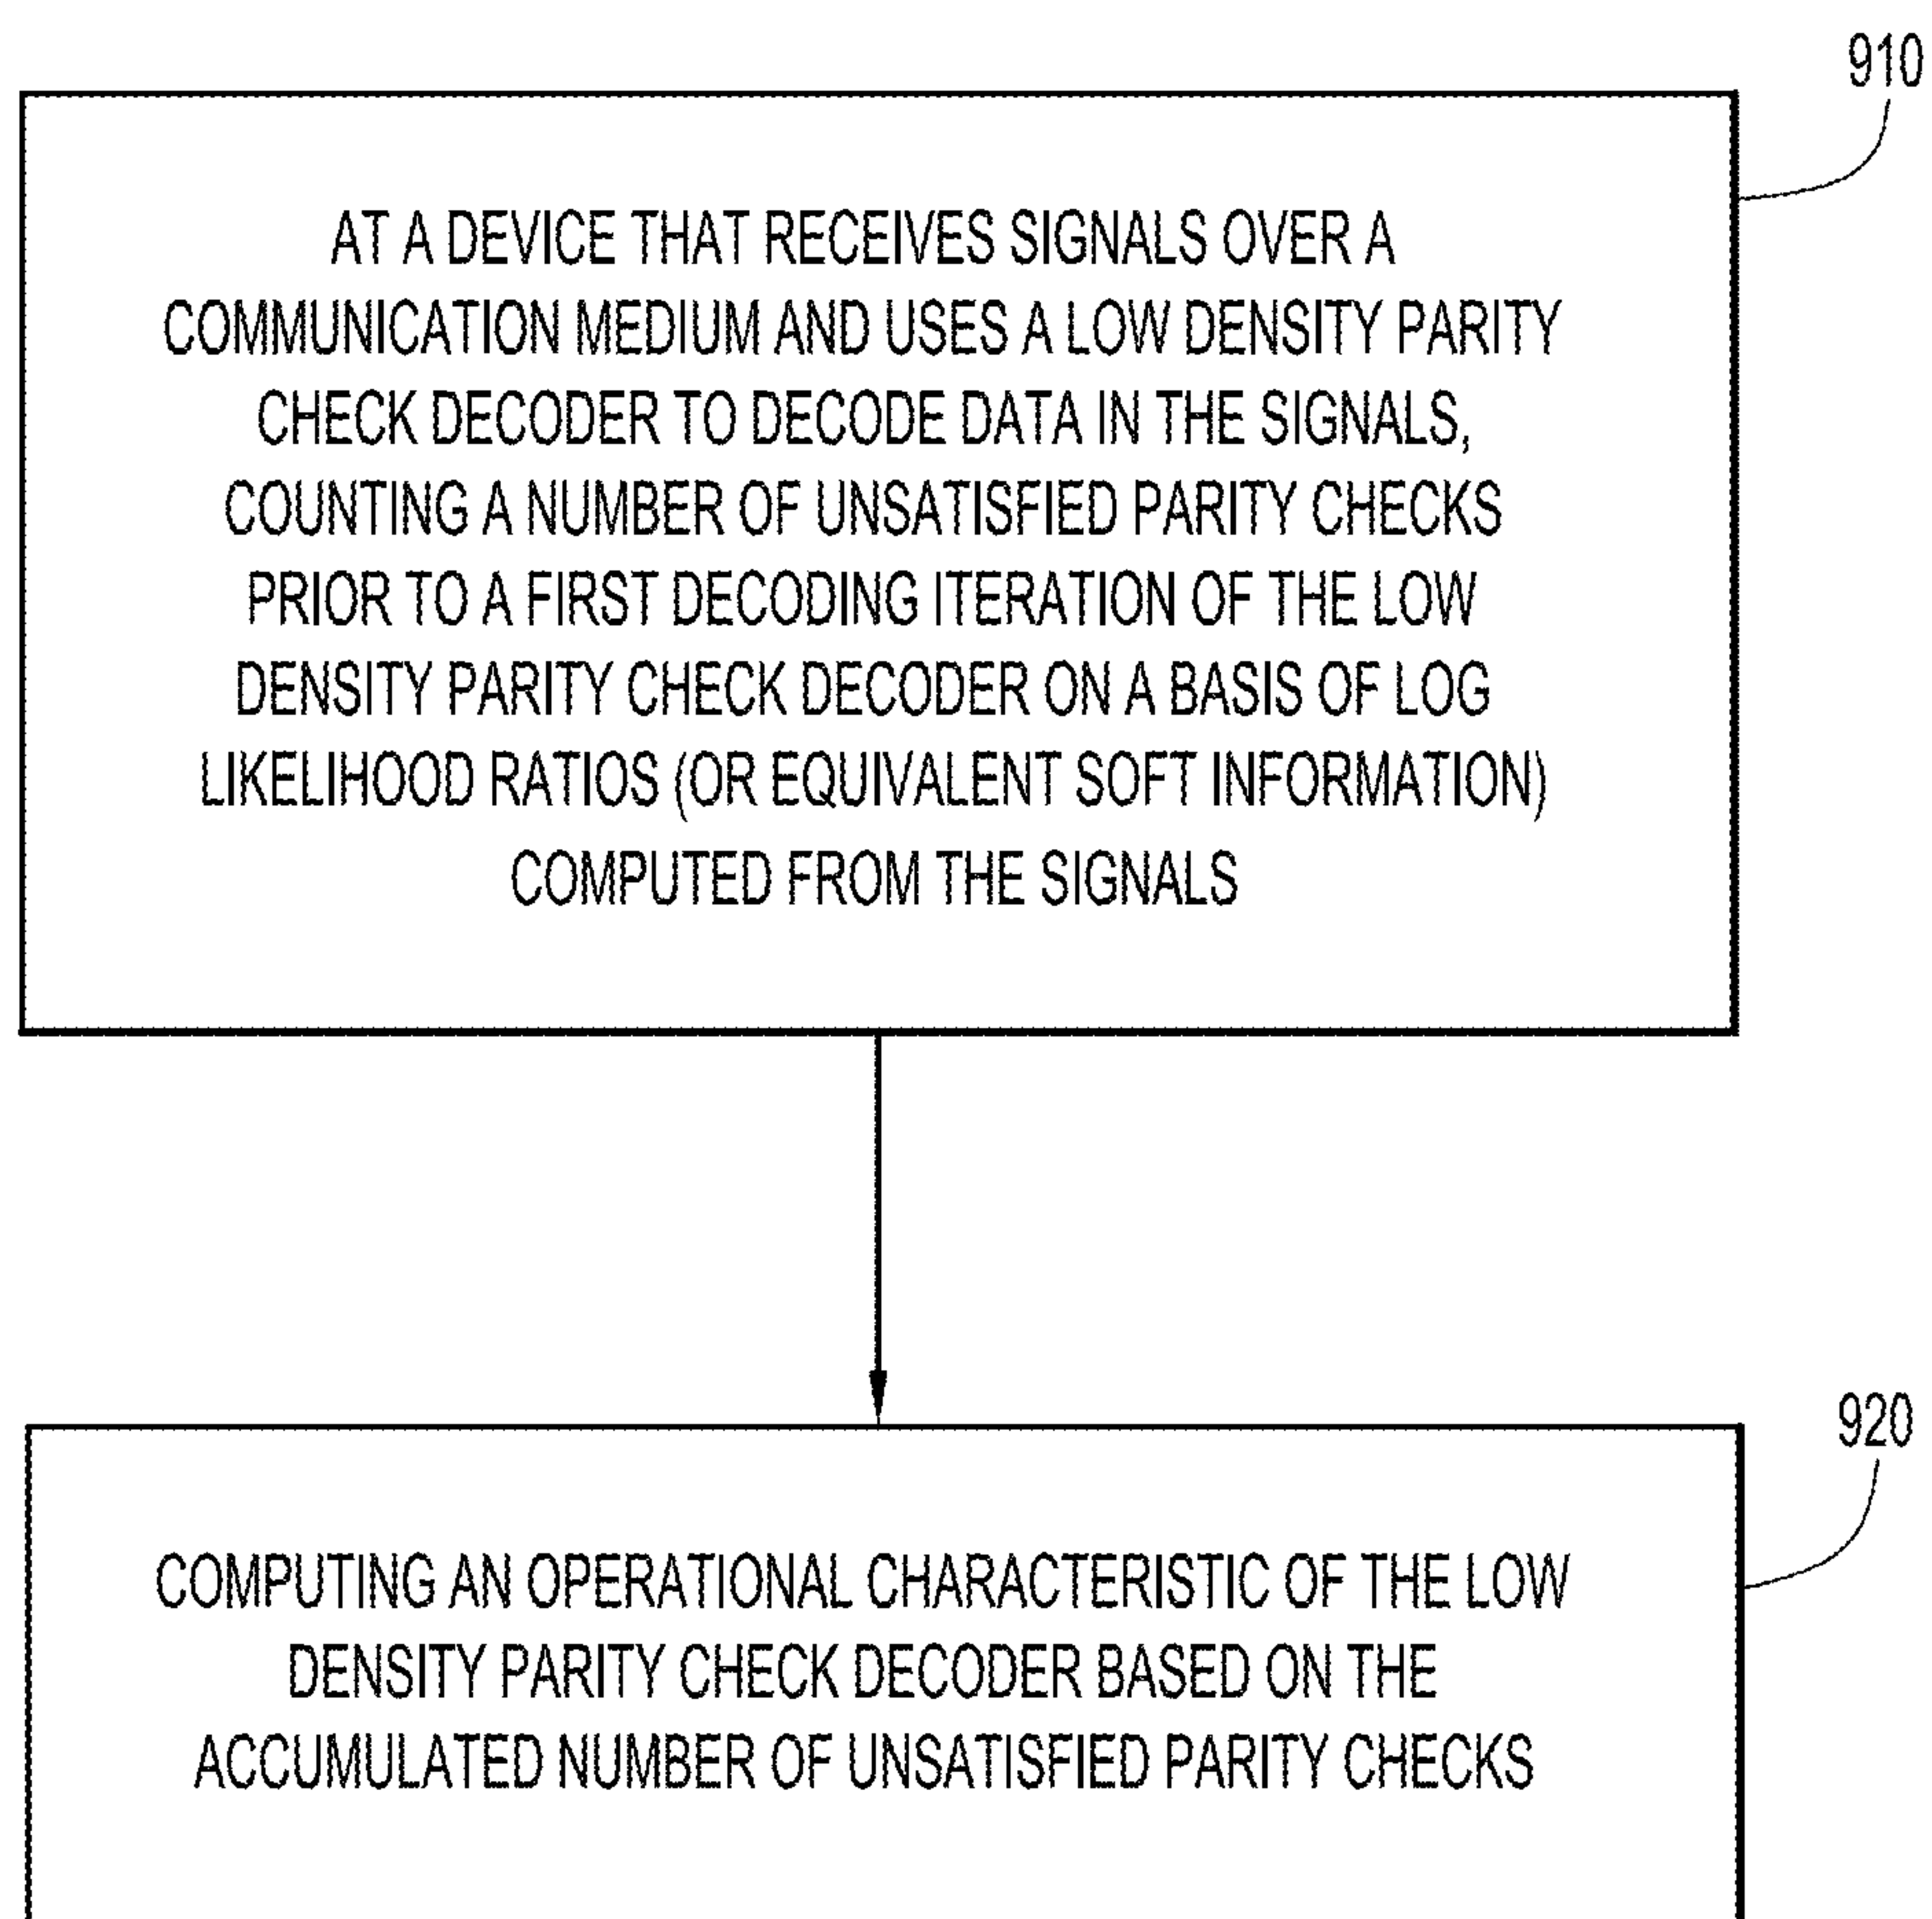 910
AT A DEVICE THAT RECEIVES SIGNALS OVER A
COMMUNICATION MEDIUM AND USES A LOW DENSITY PARITY
CHECK DECODER TO DECODE DATA IN THE SIGNALS,
COUNTING A NUMBER OF UNSATISFIED PARITY CHECKS
PRIOR TO A FIRST DECODING ITERATION OF THE LOW
DENSITY PARITY CHECK DECODER ON A BASIS OF LOG
LIKELIHOOD RATIOS (OR EQUIVALENT SOFT INFORMATION)
COMPUTED FROM THE SIGNALS
920
COMPUTING AN OPERATIONAL CHARACTERISTIC OF THE LOW
DENSITY PARITY CHECK DECODER BASED ON THE
ACCUMULATED NUMBER OF UNSATISFIED PARITY CHECKS